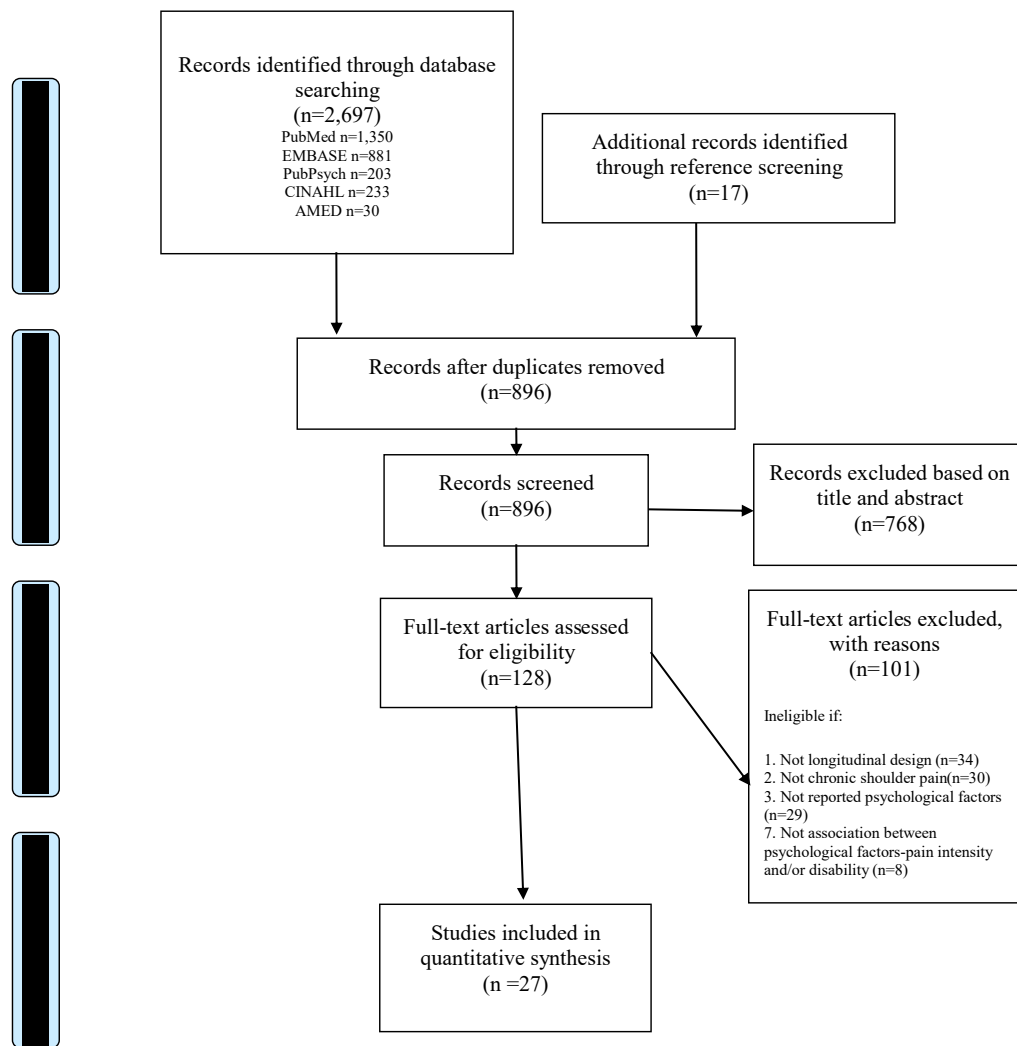 Records identified through database
searching
(n=2,697)
PubMed n=1,350
EMBASE n=881
PubPsych n=203
CINAHL n=233
AMED n=30
Additional records identified
through reference screening
(n=17)
Records after duplicates removed
(n=896)
Records screened
(n=896)
Records excluded based on
title and abstract
(n=768)
Full-text articles assessed
for eligibility
(n=128)
Full-text articles excluded,
with reasons
(n=101)
Ineligible if:
1. Not longitudinal design (n=34)
2. Not chronic shoulder pain(n=30)
3. Not reported psychological factors
(n=29)
7. Not association between
psychological factors-pain intensity
and/or disability (n=8)
Studies included in
quantitative synthesis
(n =27)